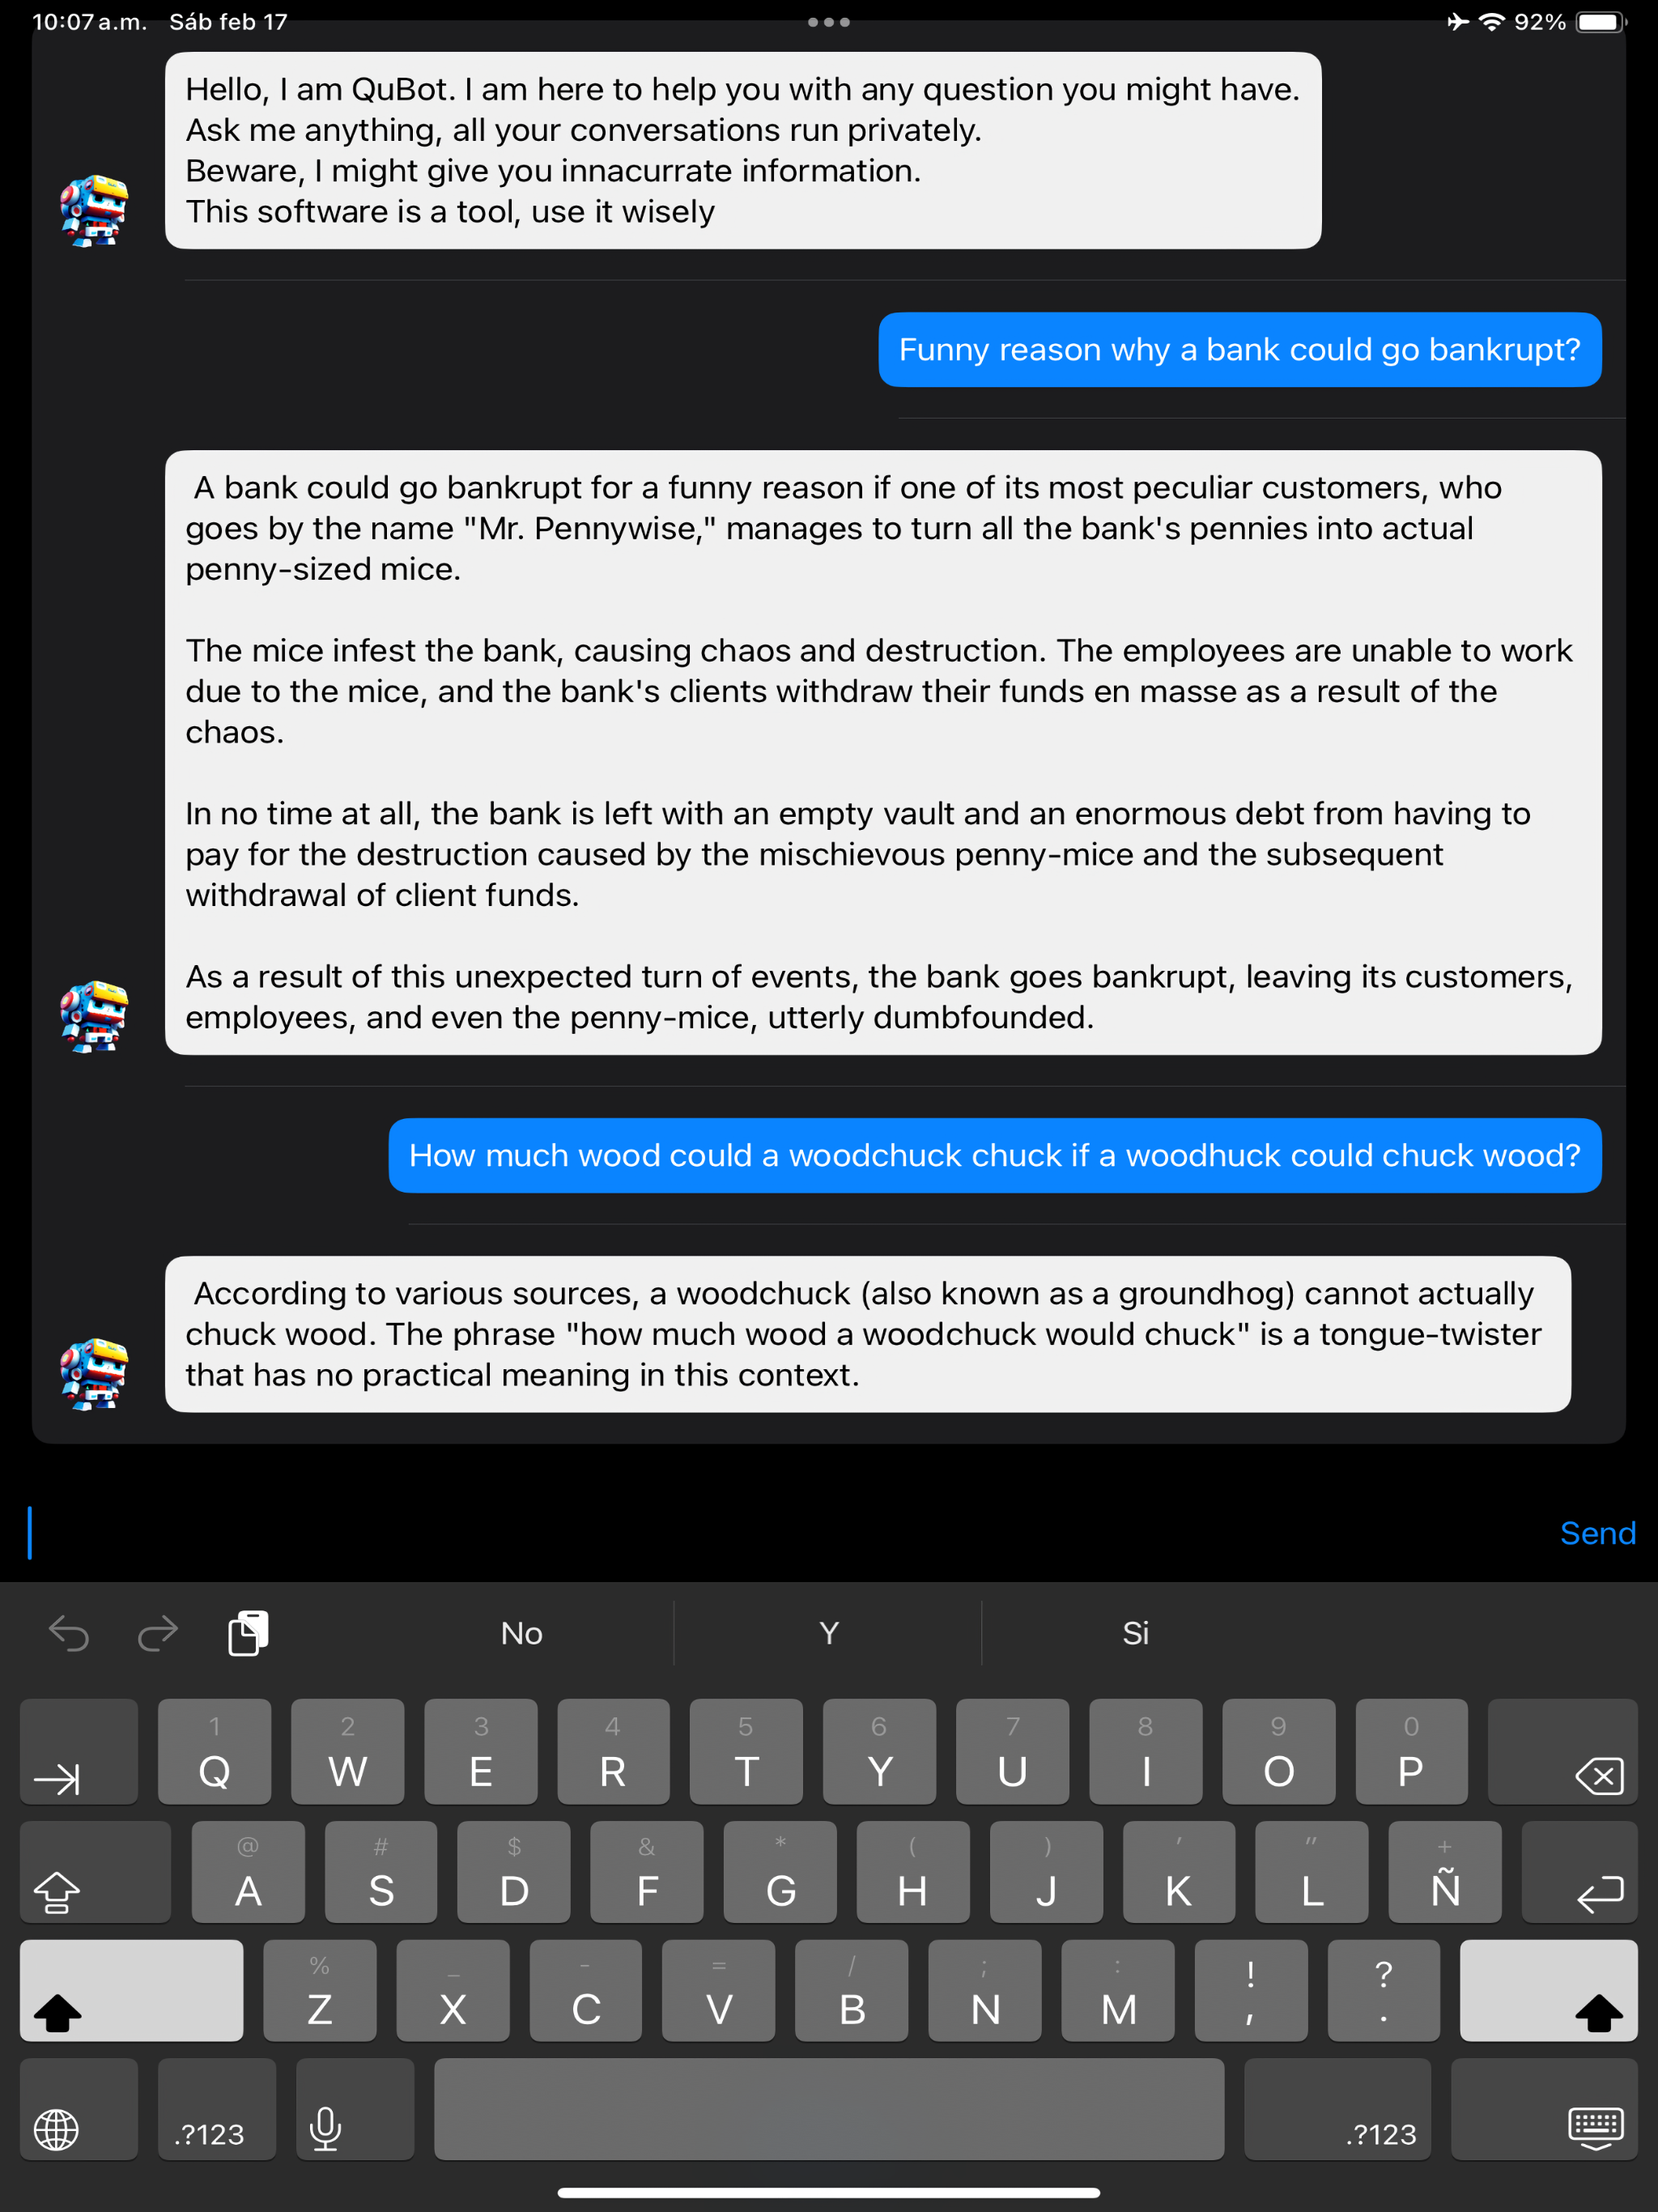 10:07 a.m. Sáb feb 17
92%
Hello, I am QuBot. I am here to help you with any question you might have.
Ask me anything, all your conversations run privately.
Beware, I might give you innacurrate information.
This software is a tool, use it wisely
Funny reason why a bank could go bankrupt?
A bank could go bankrupt for a funny reason if one of its most peculiar customers, who
goes by the name "Mr. Pennywise," manages to turn all the bank's pennies into actual
penny-sized mice.
The mice infest the bank, causing chaos and destruction. The employees are unable to work
due to the mice, and the bank's clients withdraw their funds en masse as a result of the
chaos.
In no time at all, the bank is left with an empty vault and an enormous debt from having to
pay for the destruction caused by the mischievous penny-mice and the subsequent
withdrawal of client funds.
As a result of this unexpected turn of events, the bank goes bankrupt, leaving its customers,
employees, and even the penny-mice, utterly dumbfounded.
How much wood could a woodchuck chuck if a woodhuck could chuck wood?
According to various sources, a woodchuck (also known as a groundhog) cannot actually
chuck wood. The phrase "how much wood a woodchuck would chuck" is a tongue-twister
that has no practical meaning in this context.
Send
No Y Si
1 2 3 4 5 6 7 8 9 0
Q W E R T Y U I O P
@ # $ & * ( ) ' " +
A S D F G H J K L Ñ
% _ - = / ; : ! ?
Z X C V B N M , .
.?123 .?123